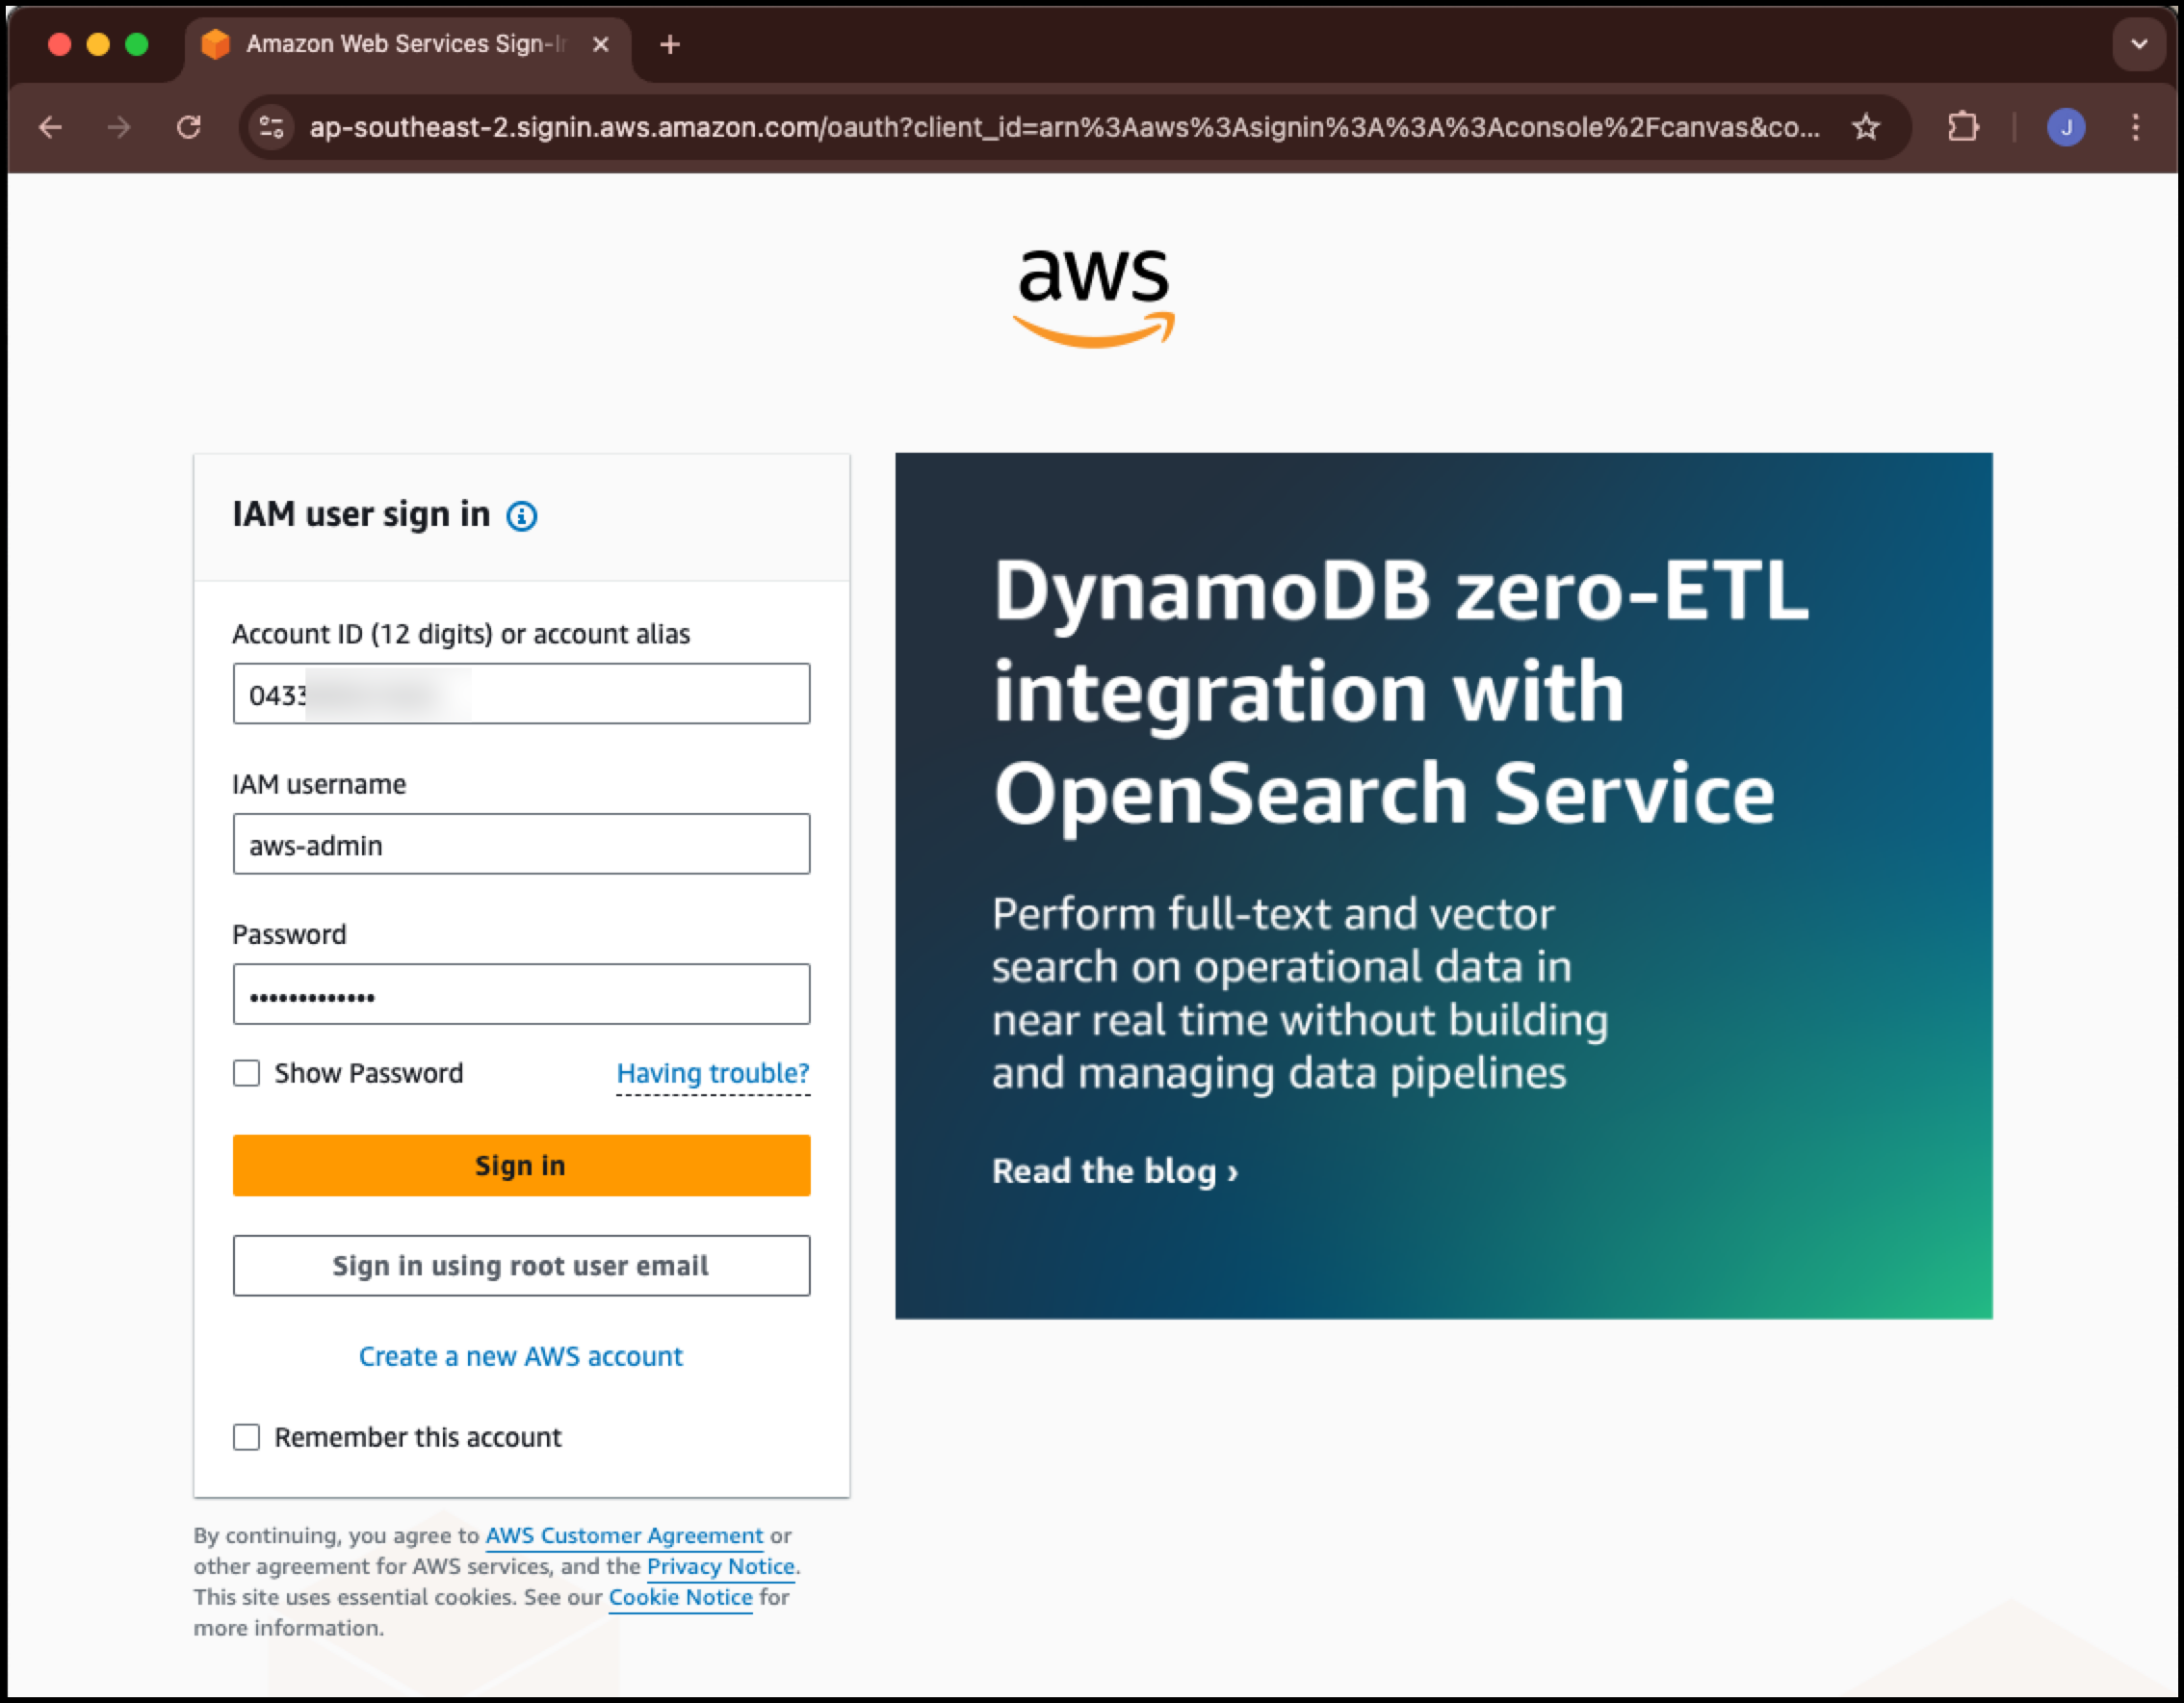 Amazon Web Services Sign-In
ap-southeast-2.signin.aws.amazon.com/oauth?client_id=arn%3Aaws%3Asignin%3A%3A%3Aconsole%2Fcanvas&co...
J
aws
IAM user sign in
Account ID (12 digits) or account alias
0433
IAM username
aws-admin
Password
•••••••••••••
Show Password
Having trouble?
Sign in
Sign in using root user email
Create a new AWS account
Remember this account
By continuing, you agree to AWS Customer Agreement or
other agreement for AWS services, and the Privacy Notice.
This site uses essential cookies. See our Cookie Notice for
more information.
DynamoDB zero-ETL
integration with
OpenSearch Service
Perform full-text and vector
search on operational data in
near real time without building
and managing data pipelines
Read the blog ›